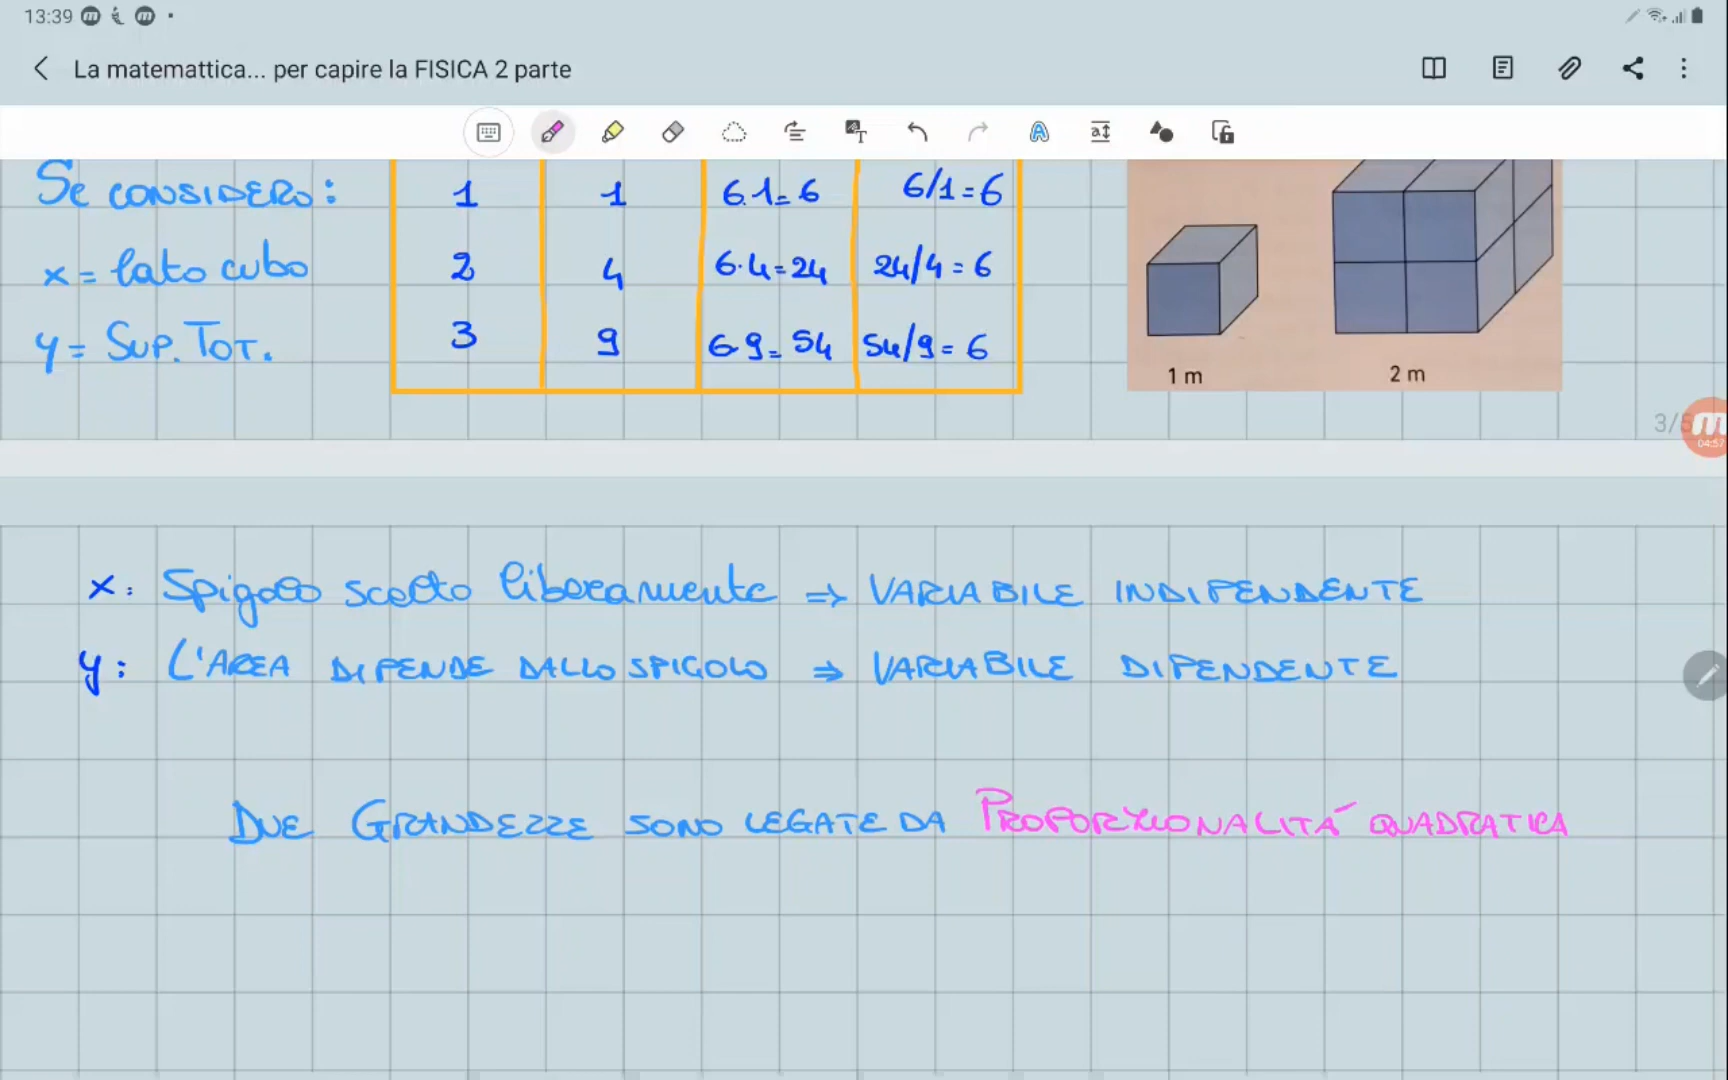 13:39
La matemattica... per capire la FISICA 2 parte
Se CONSIDERO: 1 1 6·1=6 6/1=6
x = lato cubo 2 4 6·4=24 24/4=6
y = SUP. TOT. 3 9 6·9=54 54/9=6
1 m 2 m
3/5
04:57
x: Spigolo scelto liberamente => VARIABILE INDIPENDENTE
y: L'AREA DIPENDE DALLO SPIGOLO => VARIABILE DIPENDENTE
DUE GRANDEZZE SONO LEGATE DA PROPORZIONALITÁ QUADRATICA